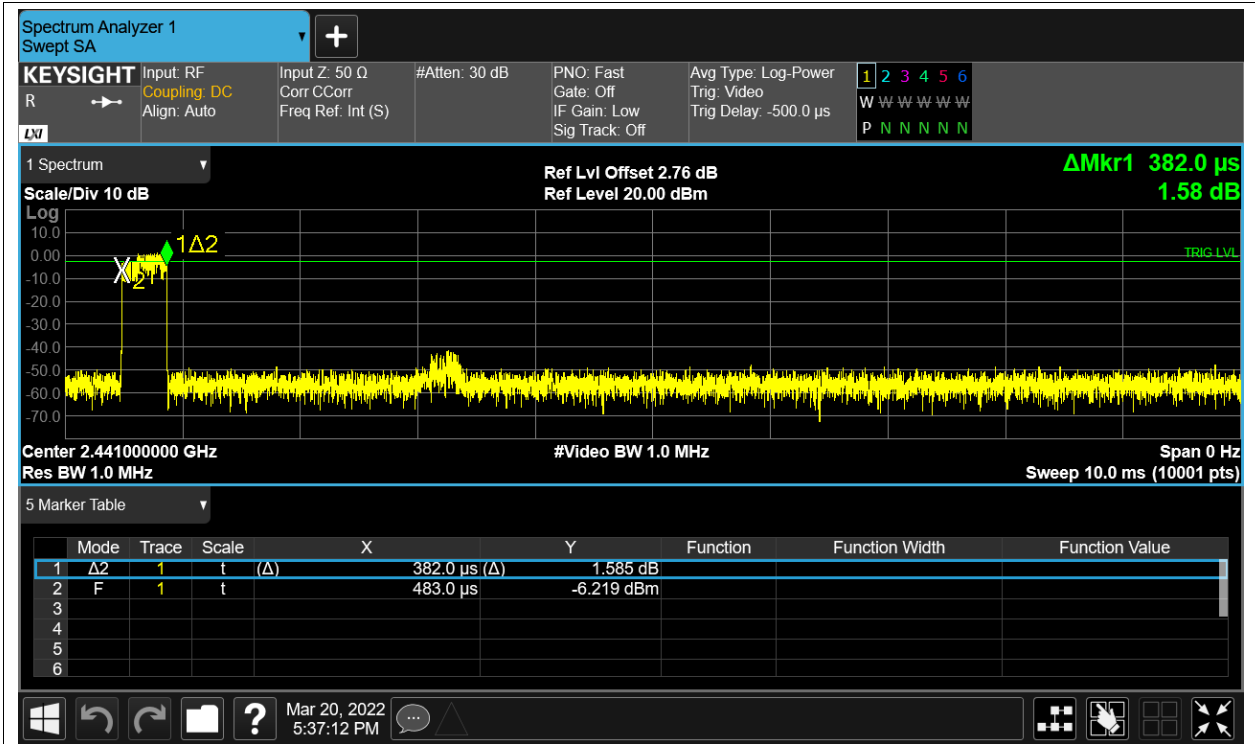 Spectrum Analyzer 1
Swept SA
KEYSIGHT Input: RF Input Z: 50 Ω #Atten: 30 dB PNO: Fast Avg Type: Log-Power 1 2 3 4 5 6
R Coupling: DC Corr CCorr Gate: Off Trig: Video
Align: Auto Freq Ref: Int (S) IF Gain: Low Trig Delay: -500.0 µs W W W W W W
LXI Sig Track: Off P N N N N N
1 Spectrum Ref Lvl Offset 2.76 dB ΔMkr1 382.0 µs
Scale/Div 10 dB Ref Level 20.00 dBm 1.58 dB
Log
10.0
1Δ2
0.00 TRIG LVL
X2
-10.0
-20.0
-30.0
-40.0
-50.0
-60.0
-70.0
Center 2.441000000 GHz #Video BW 1.0 MHz Span 0 Hz
Res BW 1.0 MHz Sweep 10.0 ms (10001 pts)
5 Marker Table
Mode Trace Scale X Y Function Function Width Function Value
1 Δ2 1 t (Δ) 382.0 µs (Δ) 1.585 dB
2 F 1 t 483.0 µs -6.219 dBm
3
4
5
6
? Mar 20, 2022
5:37:12 PM